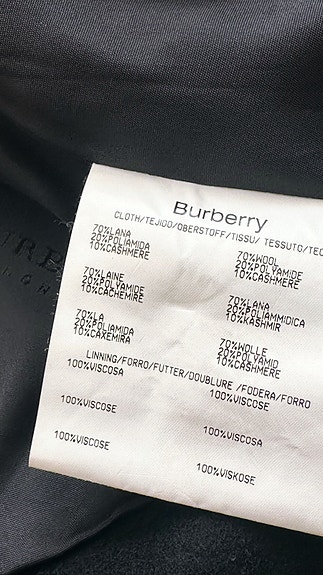 Burberry
CLOTH/TEJIDO/OBERSTOFF/TISSU/ TESSUTO/TEC
70%LANA
20%POLIAMIDA
10%CASHMERE
70%WOOL
20%POLYAMIDE
10%CASHMERE
70%LAINE
20%POLYAMIDE
10%CACHEMIRE
70%LANA
20%POLIAMMIDICA
10%KASHMIR
70%LA
20%POLIAMIDA
10%CAXEMIRA
70%WOLLE
20%POLYAMID
10%CASHMERE
LINNING/FORRO/FUTTER/DOUBLURE /FODERA/FORRO
100%VISCOSA
100%VISCOSE
100%VISCOSE
100%VISCOSA
100%VISCOSE
100%VISKOSE